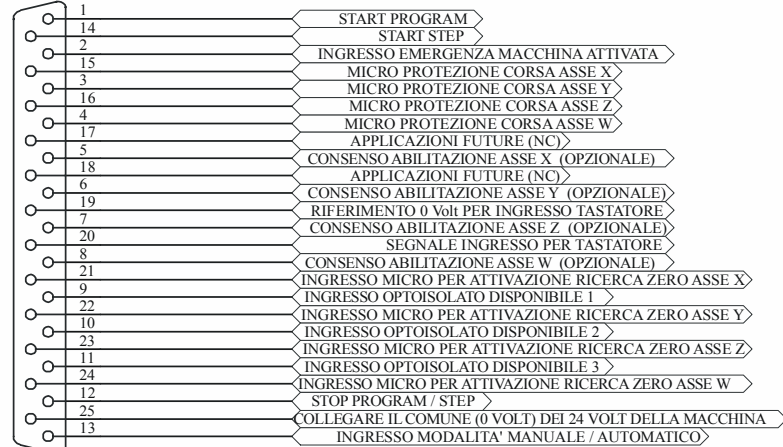 1 START PROGRAM
14 START STEP
2 INGRESSO EMERGENZA MACCHINA ATTIVATA
15 MICRO PROTEZIONE CORSA ASSE X
3 MICRO PROTEZIONE CORSA ASSE Y
16 MICRO PROTEZIONE CORSA ASSE Z
4 MICRO PROTEZIONE CORSA ASSE W
17 APPLICAZIONI FUTURE (NC)
5 CONSENSO ABILITAZIONE ASSE X (OPZIONALE)
18 APPLICAZIONI FUTURE (NC)
6 CONSENSO ABILITAZIONE ASSE Y (OPZIONALE)
19 RIFERIMENTO 0 Volt PER INGRESSO TASTATORE
7 CONSENSO ABILITAZIONE ASSE Z (OPZIONALE)
20 SEGNALE INGRESSO PER TASTATORE
8 CONSENSO ABILITAZIONE ASSE W (OPZIONALE)
21 INGRESSO MICRO PER ATTIVAZIONE RICERCA ZERO ASSE X
9 INGRESSO OPTOISOLATO DISPONIBILE 1
22 INGRESSO MICRO PER ATTIVAZIONE RICERCA ZERO ASSE Y
10 INGRESSO OPTOISOLATO DISPONIBILE 2
23 INGRESSO MICRO PER ATTIVAZIONE RICERCA ZERO ASSE Z
11 INGRESSO OPTOISOLATO DISPONIBILE 3
24 INGRESSO MICRO PER ATTIVAZIONE RICERCA ZERO ASSE W
12 STOP PROGRAM / STEP
25 COLLEGARE IL COMUNE (0 VOLT) DEI 24 VOLT DELLA MACCHINA
13 INGRESSO MODALITA' MANUALE / AUTOMATICO